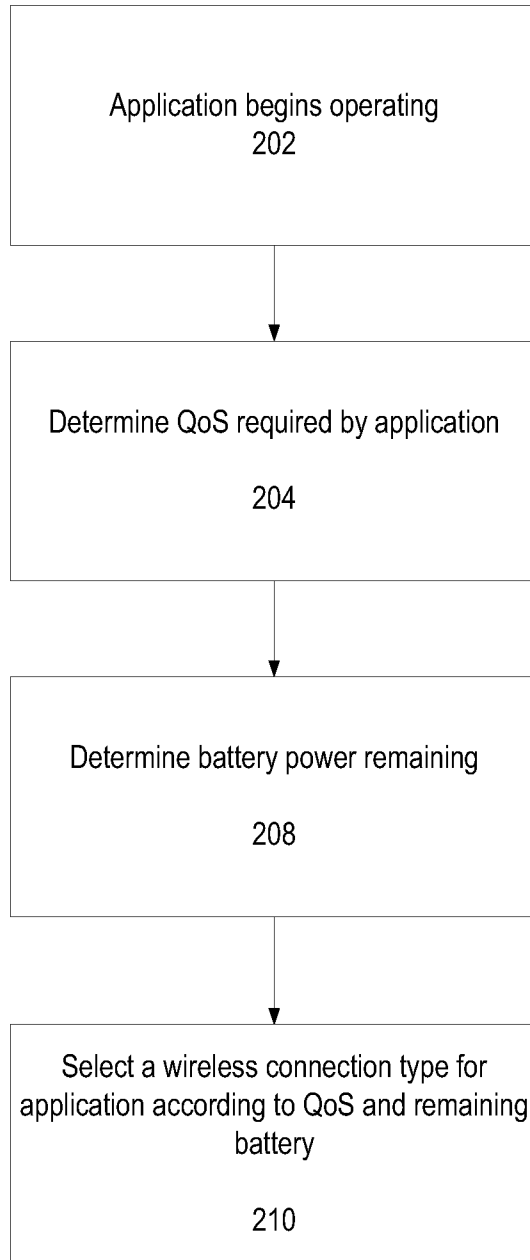 Application begins operating
202
Determine QoS required by application
204
Determine battery power remaining
208
Select a wireless connection type for
application according to QoS and remaining
battery
210